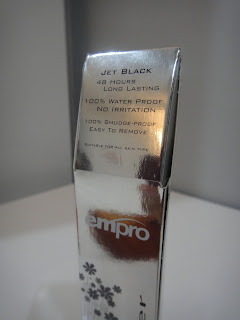 JET BLACK
48 HOURS
LONG LASTING
100% WATER PROOF
NO IRRITATION
100% SMUDGE-PROOF
EASY TO REMOVE
SUITABLE FOR ALL SKIN TYPE
empro